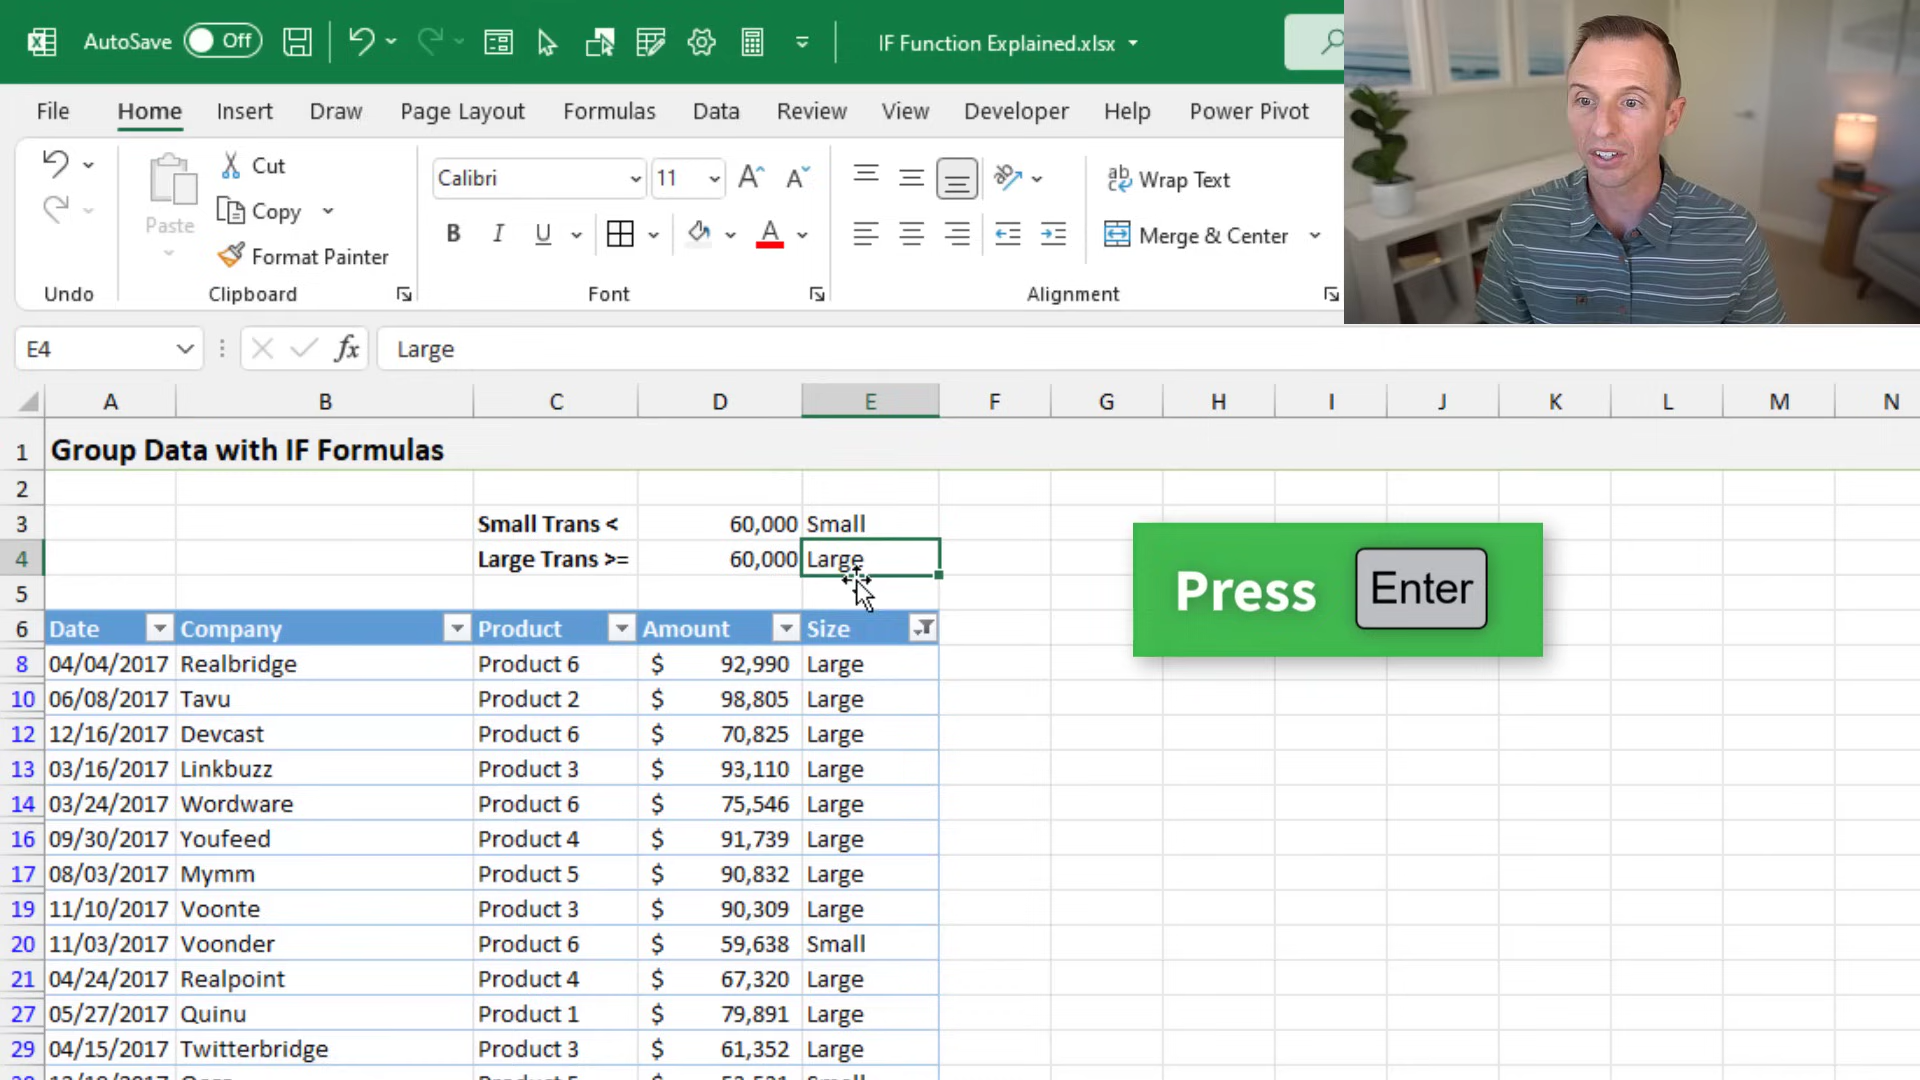 AutoSave Off IF Function Explained.xlsx
File Home Insert Draw Page Layout Formulas Data Review View Developer Help Power Pivot
Paste Cut Calibri 11 Wrap Text
Copy B I U A Merge & Center
Format Painter
Undo Clipboard Font Alignment
E4 fx Large
A B C D E F G H I J K L M N
1 Group Data with IF Formulas
2
3 Small Trans < 60,000 Small
4 Large Trans >= 60,000 Large
5
Press Enter
6 Date Company Product Amount Size
8 04/04/2017 Realbridge Product 6 $ 92,990 Large
10 06/08/2017 Tavu Product 2 $ 98,805 Large
12 12/16/2017 Devcast Product 6 $ 70,825 Large
13 03/16/2017 Linkbuzz Product 3 $ 93,110 Large
14 03/24/2017 Wordware Product 6 $ 75,546 Large
16 09/30/2017 Youfeed Product 4 $ 91,739 Large
17 08/03/2017 Mymm Product 5 $ 90,832 Large
19 11/10/2017 Voonte Product 3 $ 90,309 Large
20 11/03/2017 Voonder Product 6 $ 59,638 Small
21 04/24/2017 Realpoint Product 4 $ 67,320 Large
27 05/27/2017 Quinu Product 1 $ 79,891 Large
29 04/15/2017 Twitterbridge Product 3 $ 61,352 Large